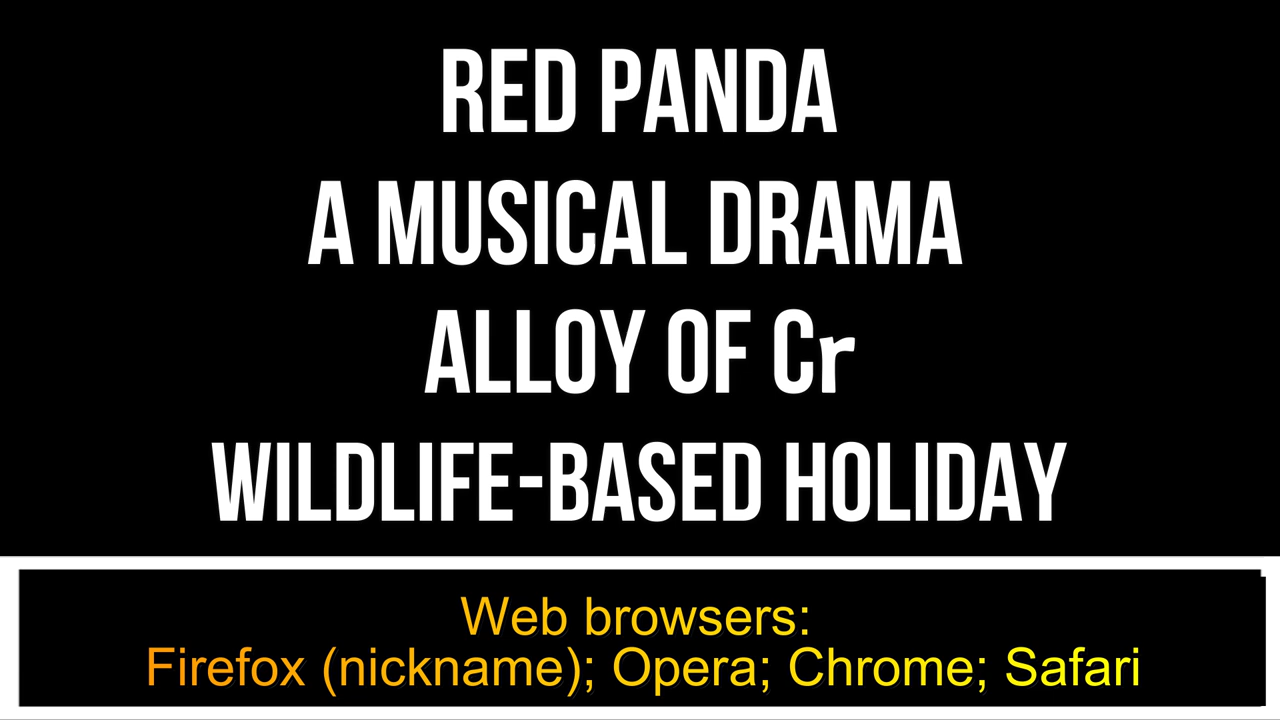 RED PANDA
A MUSICAL DRAMA
ALLOY OF Cr
WILDLIFE-BASED HOLIDAY
Web browsers:
Firefox (nickname); Opera; Chrome; Safari